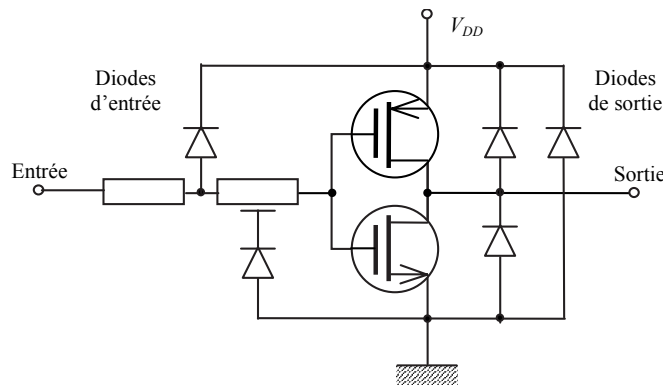 V_DD
Diodes
d'entrée
Diodes
de sortie
Entrée
Sortie